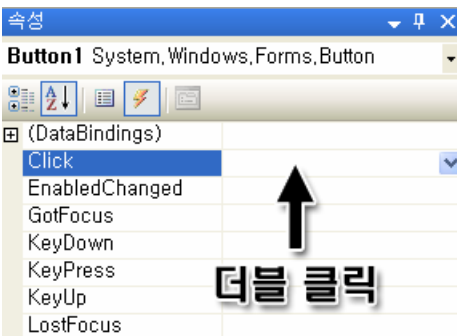 속성
Button1 System,Windows,Forms,Button
(DataBindings)
Click
EnabledChanged
GotFocus
KeyDown
KeyPress
KeyUp
더블 클릭
LostFocus